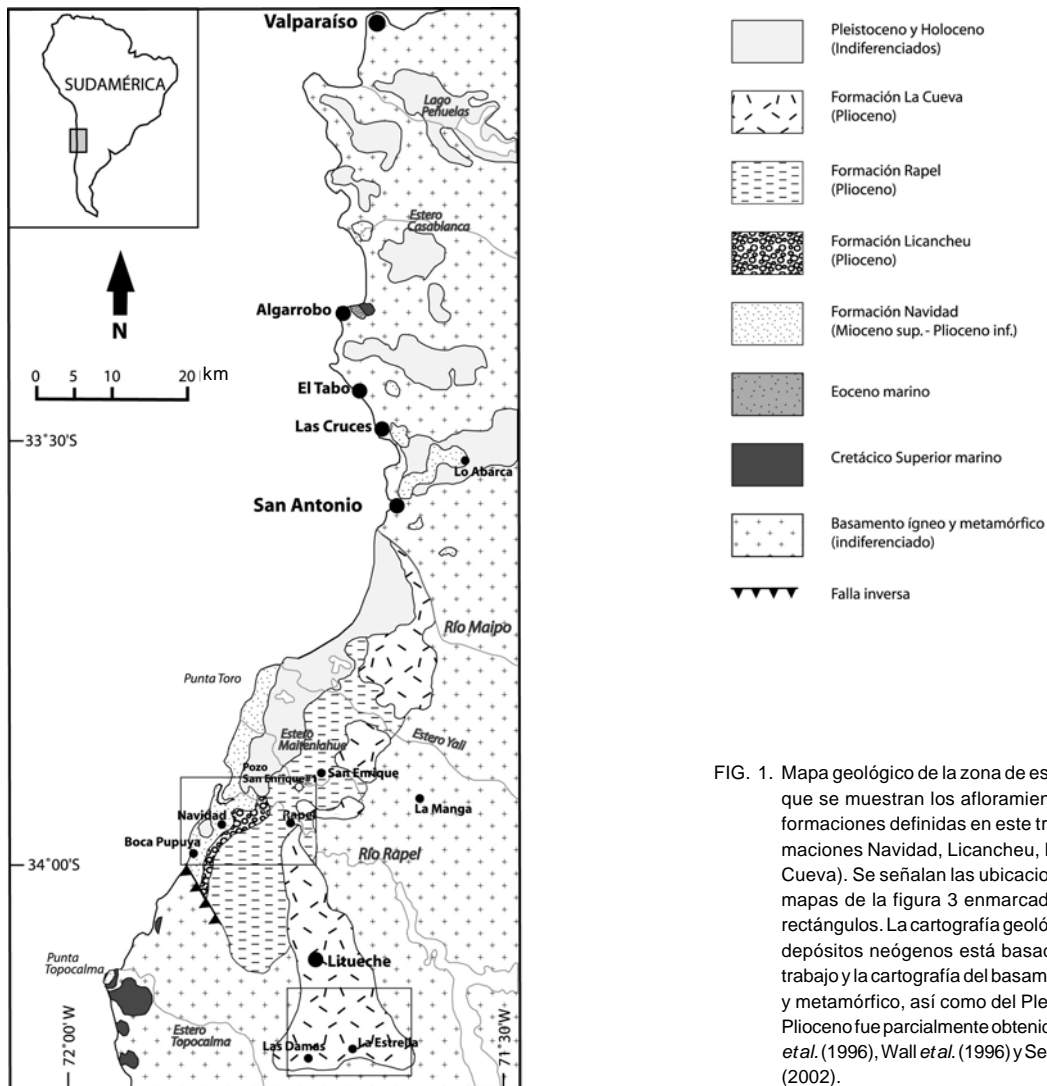 Valparaíso
SUDAMÉRICA
Lago
Peñuelas
Estero
Casablanca
N
Algarrobo
0 5 10 20 km
El Tabo
Las Cruces
33°30'S
Lo Abarca
San Antonio
Río Maipo
Punta Toro
Estero
Maitenlahue
Estero Yali
Pozo
San Enrique#1
San Enrique
La Manga
Navidad
Rapel
Boca Pupuya
Río Rapel
34°00'S
Litueche
Punta
Topocalma
Estero
Topocalma
Las Damas
La Estrella
72°00' W
71°30' W
Pleistoceno y Holoceno
(Indiferenciados)
Formación La Cueva
(Plioceno)
Formación Rapel
(Plioceno)
Formación Licancheu
(Plioceno)
Formación Navidad
(Mioceno sup. - Plioceno inf.)
Eoceno marino
Cretácico Superior marino
Basamento ígneo y metamórfico
(indiferenciado)
Falla inversa
FIG. 1. Mapa geológico de la zona de es
que se muestran los afloramien
formaciones definidas en este tr
maciones Navidad, Licancheu,
Cueva). Se señalan las ubicacio
mapas de la figura 3 enmarcad
rectángulos. La cartografía geoló
depósitos neógenos está basad
trabajo y la cartografía del basam
y metamórfico, así como del Ple
Plioceno fue parcialmente obtenic
et al. (1996), Wall et al. (1996) y Se
(2002).